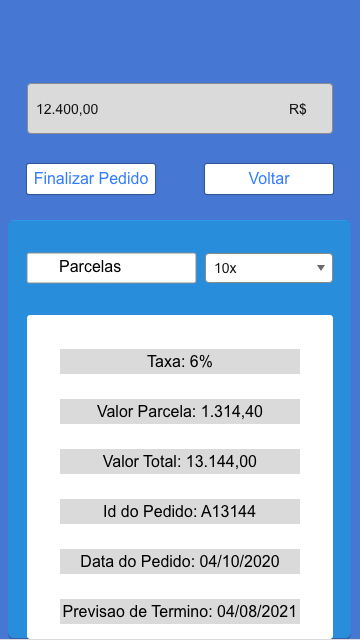 12.400,00 R$
Finalizar Pedido Voltar
Parcelas 10x
Taxa: 6%
Valor Parcela: 1.314,40
Valor Total: 13.144,00
Id do Pedido: A13144
Data do Pedido: 04/10/2020
Previsao de Termino: 04/08/2021